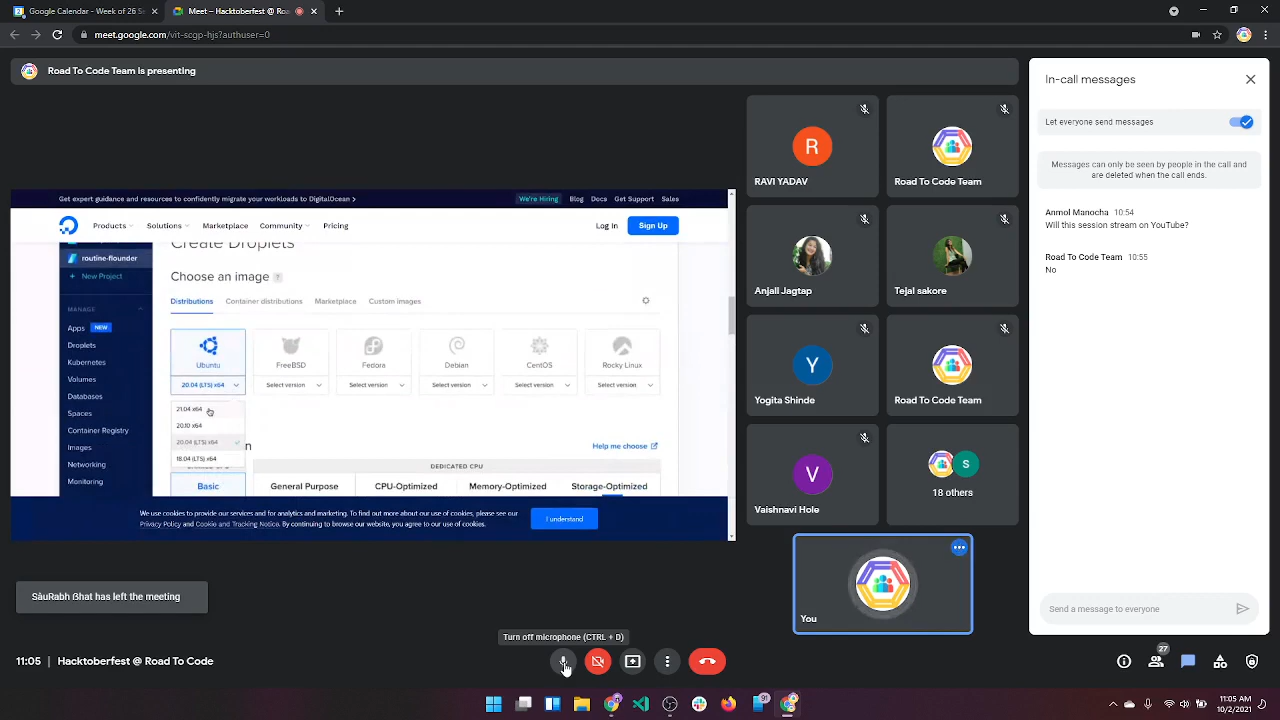 Google Calendar - Week of 26 Se
Meet – Hacktoberfest @ Roa
meet.google.com/vit-scgp-hjs?authuser=0
Road To Code Team is presenting
Get expert guidance and resources to confidently migrate your workloads to DigitalOcean >
We're Hiring Blog Docs Get Support Sales
Products Solutions Marketplace Community Pricing
Log In Sign Up
Create Droplets
routine-flounder
+ New Project
MANAGE
Apps NEW
Droplets
Kubernetes
Volumes
Databases
Spaces
Container Registry
Images
Networking
Monitoring
Choose an image ?
Distributions Container distributions Marketplace Custom images
Ubuntu FreeBSD Fedora Debian CentOS Rocky Linux
20.04 (LTS) x64 Select version Select version Select version Select version Select version
21.04 x64
20.10 x64
20.04 (LTS) x64
18.04 (LTS) x64
n
Help me choose
DEDICATED CPU
Basic General Purpose CPU-Optimized Memory-Optimized Storage-Optimized
We use cookies to provide our services and for analytics and marketing. To find out more about our use of cookies, please see our
Privacy Policy and Cookie and Tracking Notice. By continuing to browse our website, you agree to our use of cookies.
I understand
SâuRabh ẞhat has left the meeting
Turn off microphone (CTRL + D)
11:05 | Hacktoberfest @ Road To Code
R
RAVI YADAV
Road To Code Team
Anjali Jagtap
Tejal sakore
Y
Yogita Shinde
Road To Code Team
V
S
18 others
You
In-call messages
Let everyone send messages
Messages can only be seen by people in the call and
are deleted when the call ends.
Anmol Manocha 10:54
Will this session stream on YouTube?
Road To Code Team 10:55
No
Send a message to everyone
27
91
11:05 AM
10/2/2021